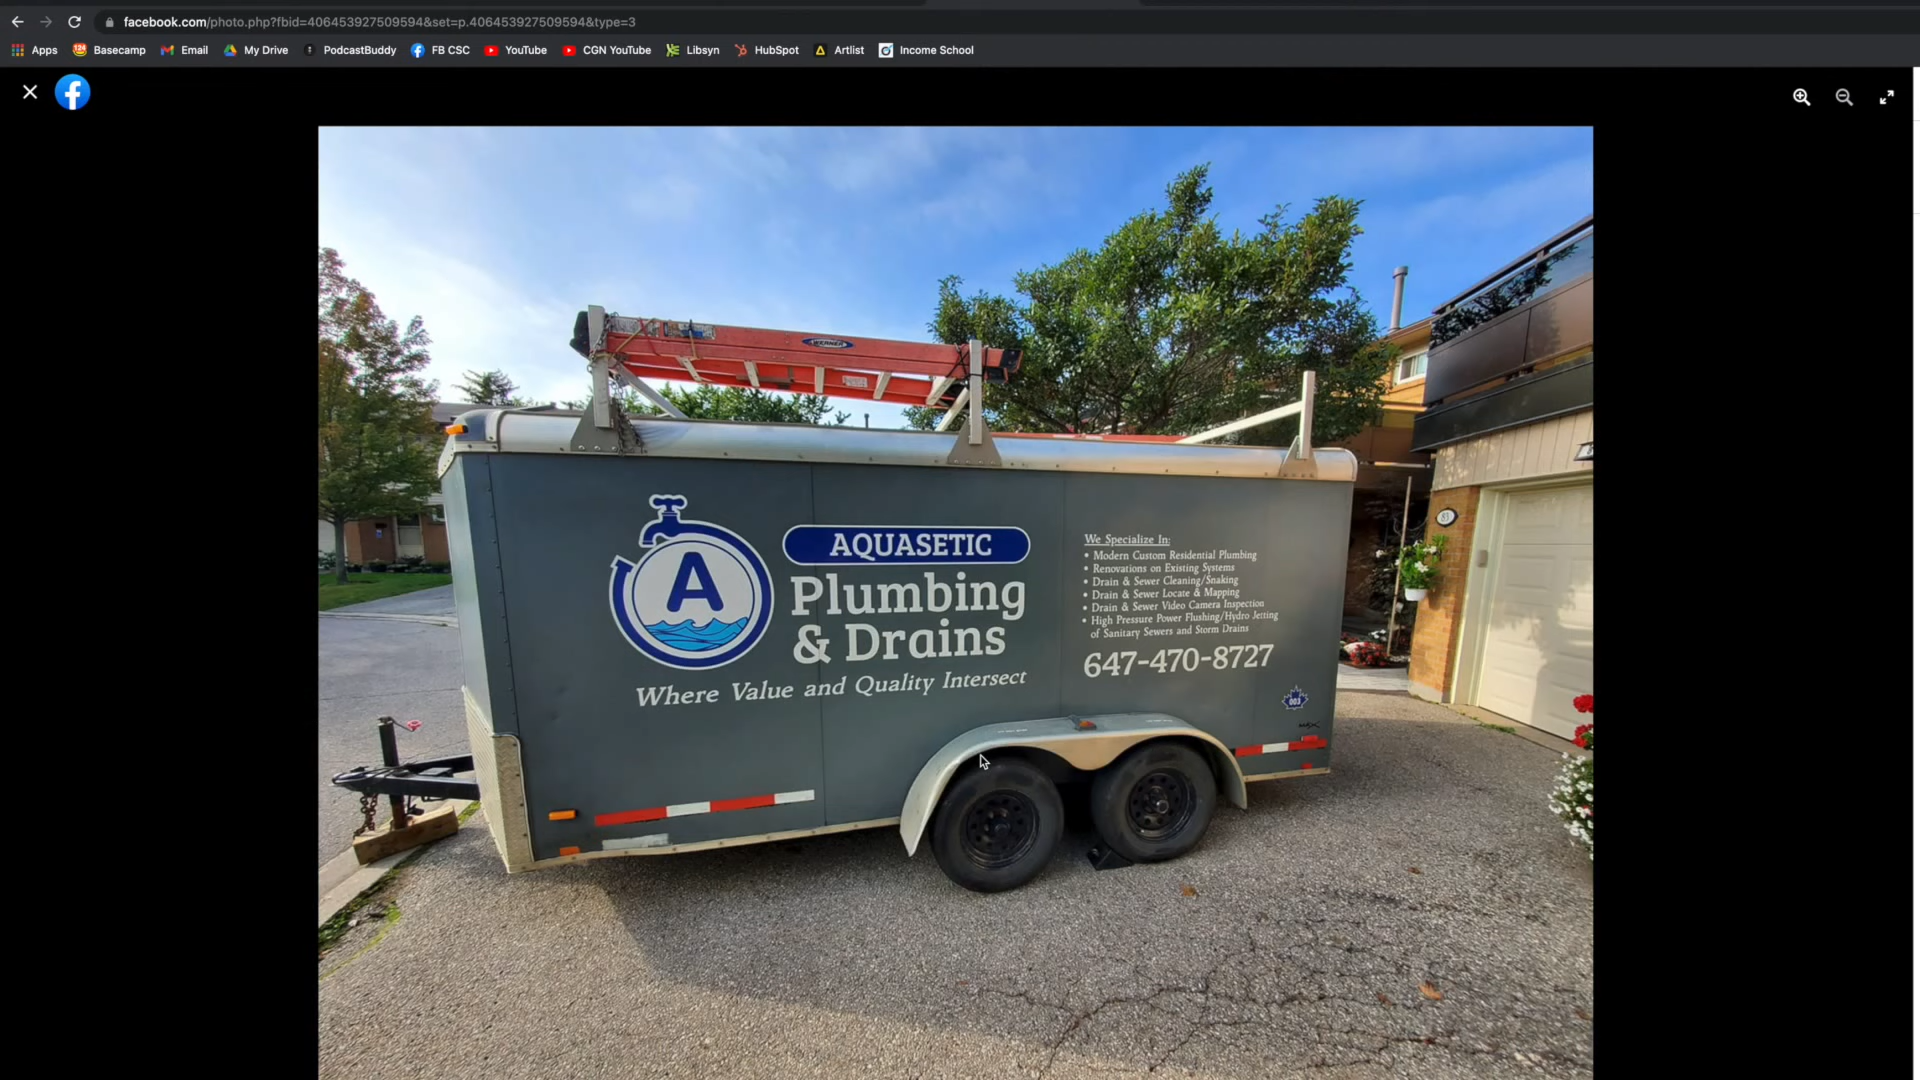 facebook.com/photo.php?fbid=406453927509594&set=p.406453927509594&type=3
Apps
124
Basecamp
Email
My Drive
PodcastBuddy
FB CSC
YouTube
CGN YouTube
Libsyn
HubSpot
Artlist
Income School
WERNER
A
AQUASETIC
Plumbing
& Drains
Where Value and Quality Intersect
We Specialize In:
• Modern Custom Residential Plumbing
• Renovations on Existing Systems
• Drain & Sewer Cleaning/Snaking
• Drain & Sewer Locate & Mapping
• Drain & Sewer Video Camera Inspection
• High Pressure Power Flushing/Hydro Jetting
of Sanitary Sewers and Storm Drains
647-470-8727
003
83